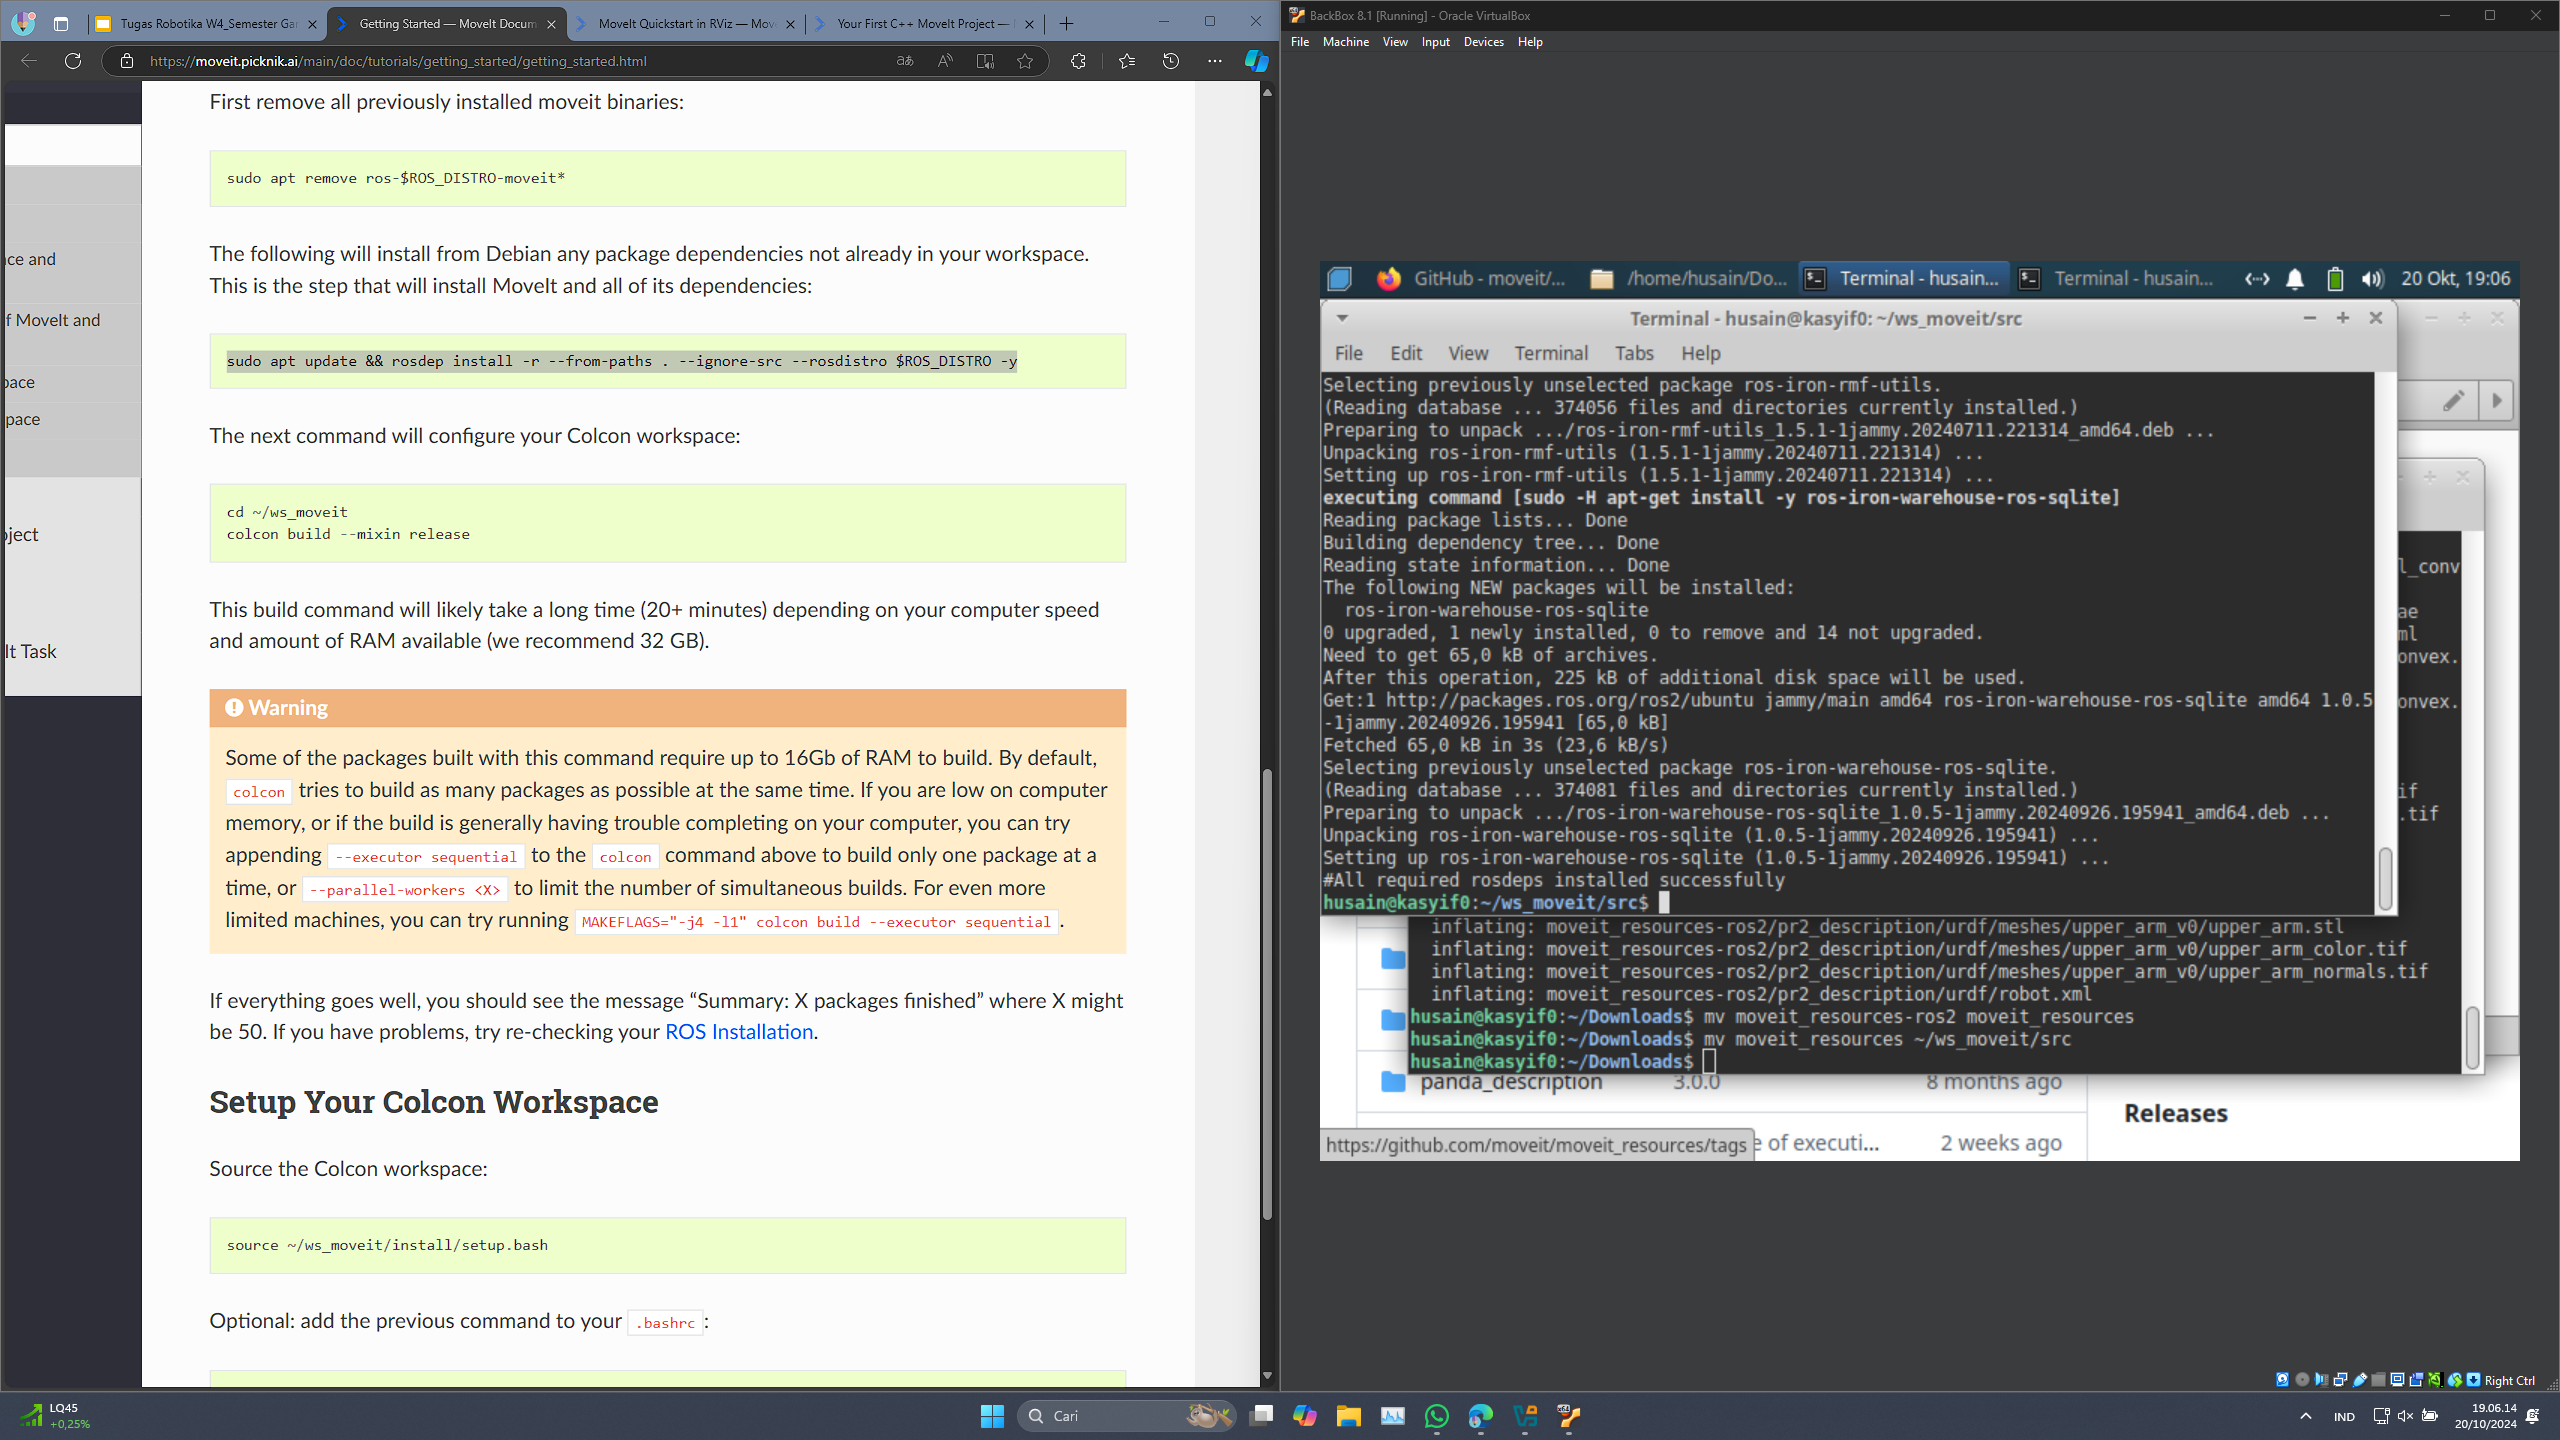 Tugas Robotika W4_Semester Ga
Getting Started — MoveIt Docum
MoveIt Quickstart in RViz — Mov
Your First C++ MoveIt Project —
https://moveit.picknik.ai/main/doc/tutorials/getting_started/getting_started.html
First remove all previously installed moveit binaries:
sudo apt remove ros-$ROS_DISTRO-moveit*
The following will install from Debian any package dependencies not already in your workspace.
This is the step that will install MoveIt and all of its dependencies:
sudo apt update && rosdep install -r --from-paths . --ignore-src --rosdistro $ROS_DISTRO -y
The next command will configure your Colcon workspace:
cd ~/ws_moveit
colcon build --mixin release
This build command will likely take a long time (20+ minutes) depending on your computer speed
and amount of RAM available (we recommend 32 GB).
Warning
Some of the packages built with this command require up to 16Gb of RAM to build. By default,
colcon tries to build as many packages as possible at the same time. If you are low on computer
memory, or if the build is generally having trouble completing on your computer, you can try
appending --executor sequential to the colcon command above to build only one package at a
time, or --parallel-workers <X> to limit the number of simultaneous builds. For even more
limited machines, you can try running MAKEFLAGS="-j4 -l1" colcon build --executor sequential .
If everything goes well, you should see the message “Summary: X packages finished” where X might
be 50. If you have problems, try re-checking your ROS Installation.
Setup Your Colcon Workspace
Source the Colcon workspace:
source ~/ws_moveit/install/setup.bash
Optional: add the previous command to your .bashrc:
ce and
f MoveIt and
pace
pace
ject
It Task
BackBox 8.1 [Running] - Oracle VirtualBox
File Machine View Input Devices Help
GitHub - moveit/... /home/husain/Do... Terminal - husain... Terminal - husain... 20 Okt, 19:06
Terminal - husain@kasyif0: ~/ws_moveit/src
File Edit View Terminal Tabs Help
Selecting previously unselected package ros-iron-rmf-utils.
(Reading database ... 374056 files and directories currently installed.)
Preparing to unpack .../ros-iron-rmf-utils_1.5.1-1jammy.20240711.221314_amd64.deb ...
Unpacking ros-iron-rmf-utils (1.5.1-1jammy.20240711.221314) ...
Setting up ros-iron-rmf-utils (1.5.1-1jammy.20240711.221314) ...
executing command [sudo -H apt-get install -y ros-iron-warehouse-ros-sqlite]
Reading package lists... Done
Building dependency tree... Done
Reading state information... Done
The following NEW packages will be installed:
ros-iron-warehouse-ros-sqlite
0 upgraded, 1 newly installed, 0 to remove and 14 not upgraded.
Need to get 65,0 kB of archives.
After this operation, 225 kB of additional disk space will be used.
Get:1 http://packages.ros.org/ros2/ubuntu jammy/main amd64 ros-iron-warehouse-ros-sqlite amd64 1.0.5
-1jammy.20240926.195941 [65,0 kB]
Fetched 65,0 kB in 3s (23,6 kB/s)
Selecting previously unselected package ros-iron-warehouse-ros-sqlite.
(Reading database ... 374081 files and directories currently installed.)
Preparing to unpack .../ros-iron-warehouse-ros-sqlite_1.0.5-1jammy.20240926.195941_amd64.deb ...
Unpacking ros-iron-warehouse-ros-sqlite (1.0.5-1jammy.20240926.195941) ...
Setting up ros-iron-warehouse-ros-sqlite (1.0.5-1jammy.20240926.195941) ...
#All required rosdeps installed successfully
husain@kasyif0:~/ws_moveit/src$
l_conv
ae
ml
onvex.
onvex.
if
.tif
inflating: moveit_resources-ros2/pr2_description/urdf/meshes/upper_arm_v0/upper_arm.stl
inflating: moveit_resources-ros2/pr2_description/urdf/meshes/upper_arm_v0/upper_arm_color.tif
inflating: moveit_resources-ros2/pr2_description/urdf/meshes/upper_arm_v0/upper_arm_normals.tif
inflating: moveit_resources-ros2/pr2_description/urdf/robot.xml
husain@kasyif0:~/Downloads$ mv moveit_resources-ros2 moveit_resources
husain@kasyif0:~/Downloads$ mv moveit_resources ~/ws_moveit/src
husain@kasyif0:~/Downloads$
panda_description 3.0.0 8 months ago
Releases
https://github.com/moveit/moveit_resources/tags e of executi... 2 weeks ago
Right Ctrl
LQ45
+0,25%
Cari
IND
19.06.14
20/10/2024